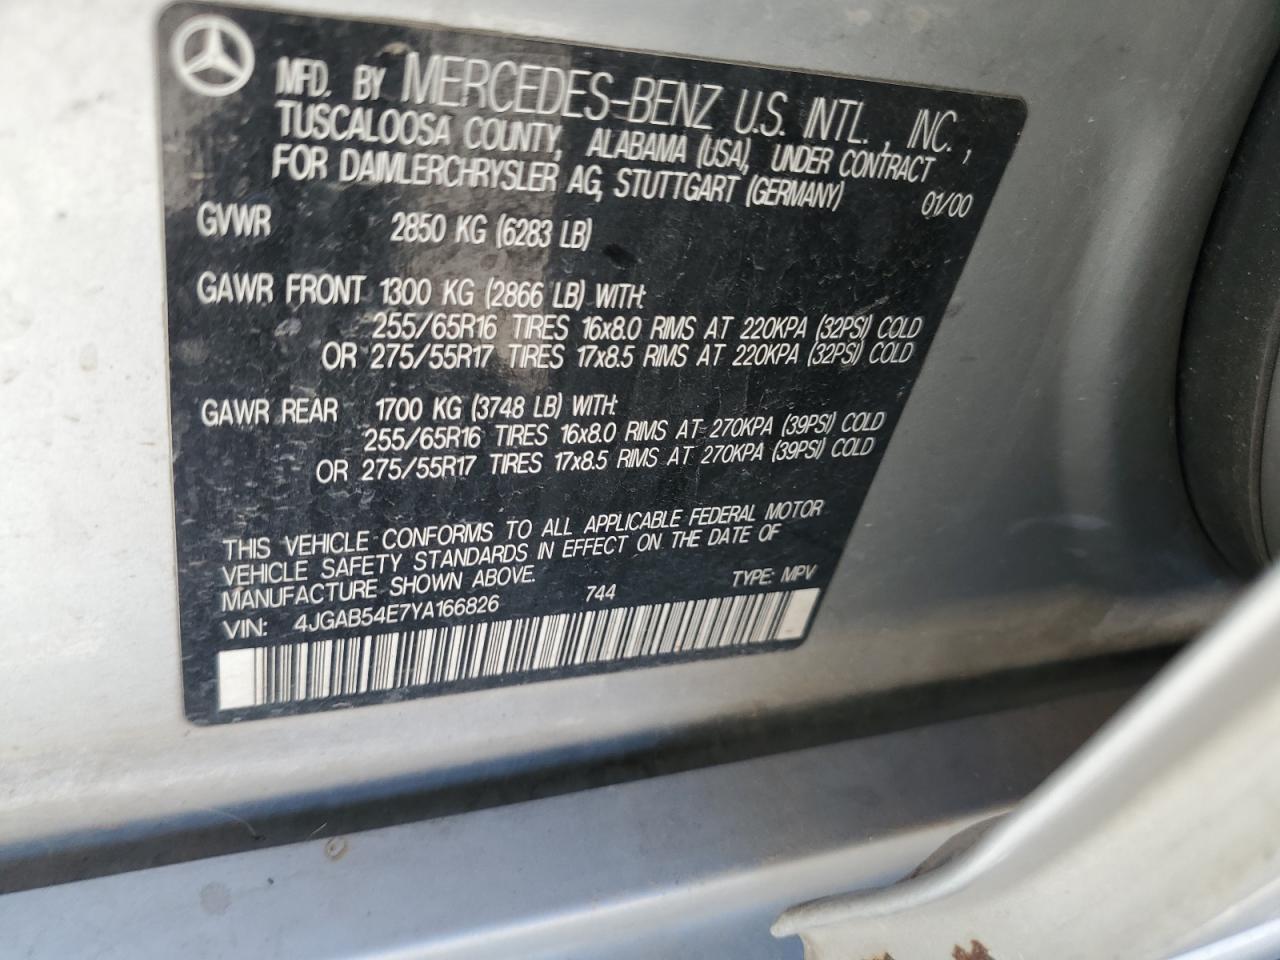 MFD. BY MERCEDES-BENZ U.S. INTL., INC.,
TUSCALOOSA COUNTY, ALABAMA (USA), UNDER CONTRACT
FOR DAIMLERCHRYSLER AG, STUTTGART (GERMANY) 01/00
GVWR 2850 KG (6283 LB)
GAWR FRONT 1300 KG (2866 LB) WITH:
255/65R16 TIRES 16x8.0 RIMS AT 220KPA (32PSI) COLD
OR 275/55R17 TIRES 17x8.5 RIMS AT 220KPA (32PSI) COLD
GAWR REAR 1700 KG (3748 LB) WITH:
255/65R16 TIRES 16x8.0 RIMS AT 270KPA (39PSI) COLD
OR 275/55R17 TIRES 17x8.5 RIMS AT 270KPA (39PSI) COLD
THIS VEHICLE CONFORMS TO ALL APPLICABLE FEDERAL MOTOR
VEHICLE SAFETY STANDARDS IN EFFECT ON THE DATE OF
MANUFACTURE SHOWN ABOVE.
VIN: 4JGAB54E7YA166826 744 TYPE: MPV